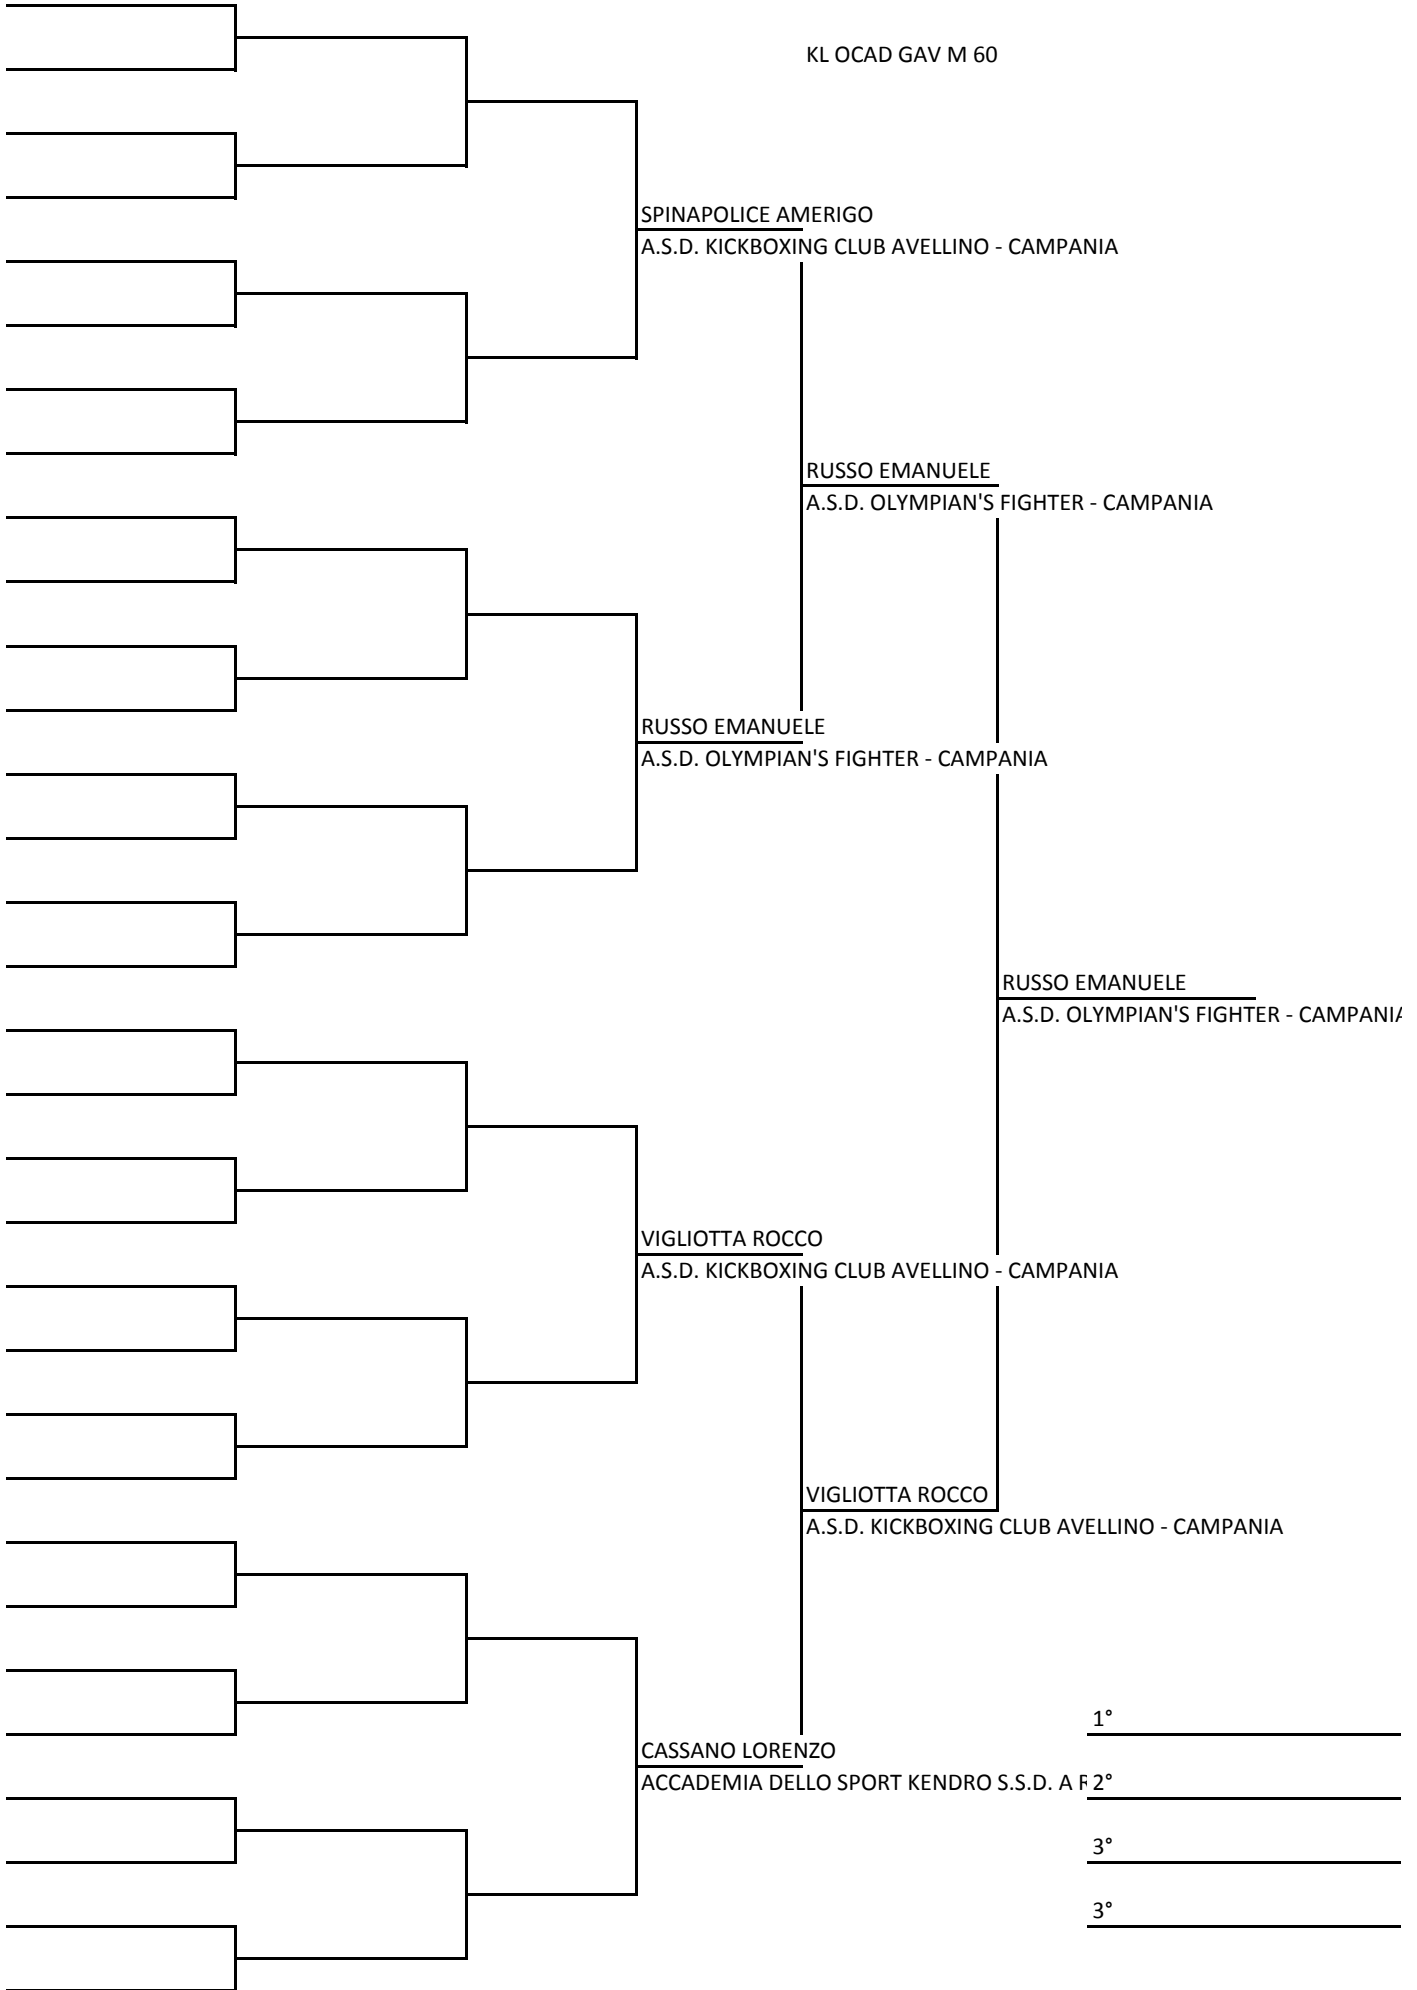 KL OCAD GAV M 60
SPINAPOLICE AMERIGO
A.S.D. KICKBOXING CLUB AVELLINO - CAMPANIA
RUSSO EMANUELE
A.S.D. OLYMPIAN'S FIGHTER - CAMPANIA
RUSSO EMANUELE
A.S.D. OLYMPIAN'S FIGHTER - CAMPANIA
RUSSO EMANUELE
A.S.D. OLYMPIAN'S FIGHTER - CAMPANIA
VIGLIOTTA ROCCO
A.S.D. KICKBOXING CLUB AVELLINO - CAMPANIA
VIGLIOTTA ROCCO
A.S.D. KICKBOXING CLUB AVELLINO - CAMPANIA
1°
CASSANO LORENZO
ACCADEMIA DELLO SPORT KENDRO S.S.D. A R
2°
3°
3°